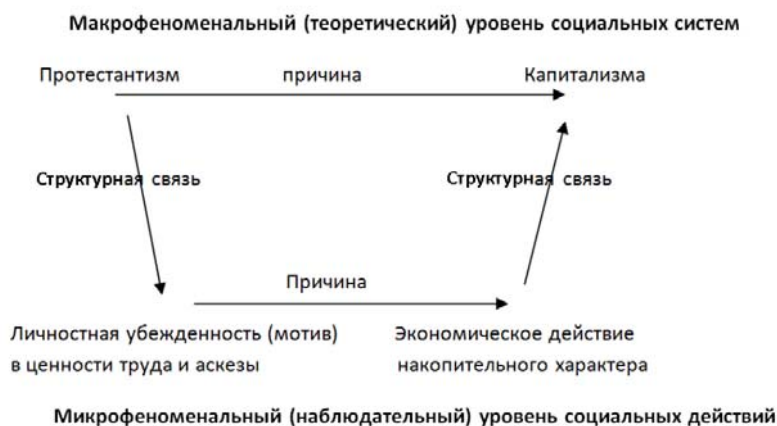 Макрофеноменальный (теоретический) уровень социальных систем
Протестантизм причина Капитализма
Структурная связь Структурная связь
Причина
Личностная убежденность (мотив) Экономическое действие
в ценности труда и аскезы накопительного характера
Микрофеноменальный (наблюдательный) уровень социальных действий